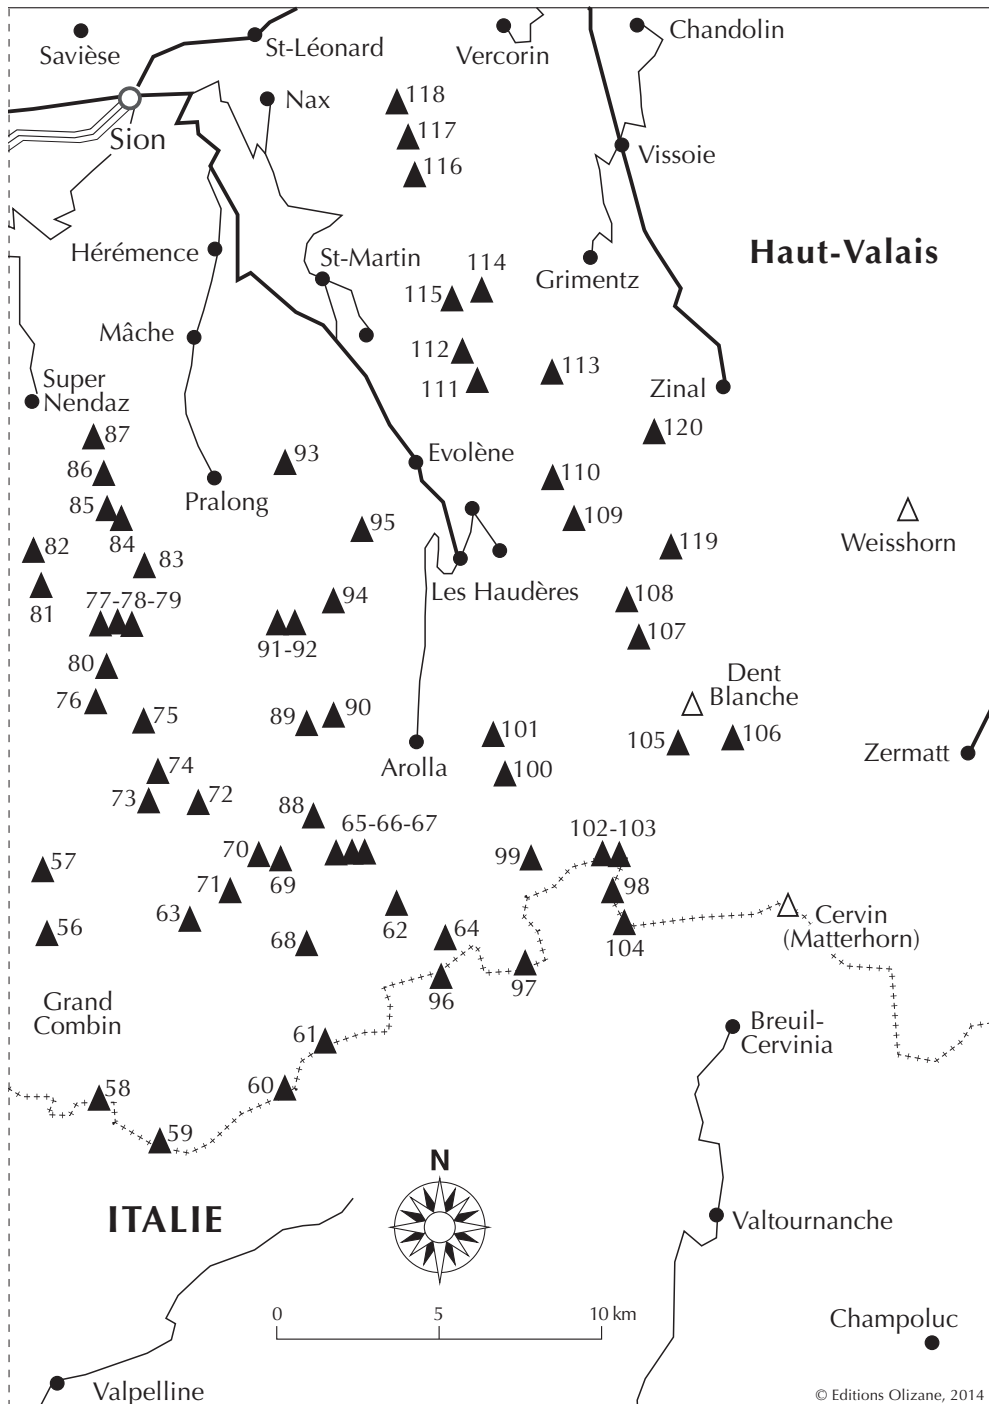 Savièse
St-Léonard
Vercorin
Chandolin
118
Nax
117
Sion
116
Vissoie
Hérémence
St-Martin
114
Haut-Valais
Grimentz
115
Mâche
112
113
111
Super
Nendaz
Zinal
87
120
93
Evolène
86
110
Pralong
85
95
109
84
82
119
Weisshorn
83
Les Haudères
94
108
81
77-78-79
107
91-92
80
Dent
Blanche
76
75
89
90
101
105
106
Arolla
Zermatt
74
100
73
72
88
65-66-67
102-103
70
99
57
69
71
98
63
62
64
Cervin
(Matterhorn)
56
68
104
97
96
Grand
Combin
61
Breuil-
Cervinia
60
58
59
N
ITALIE
Valtournanche
0
5
10 km
Champoluc
Valpelline
© Editions Olizane, 2014